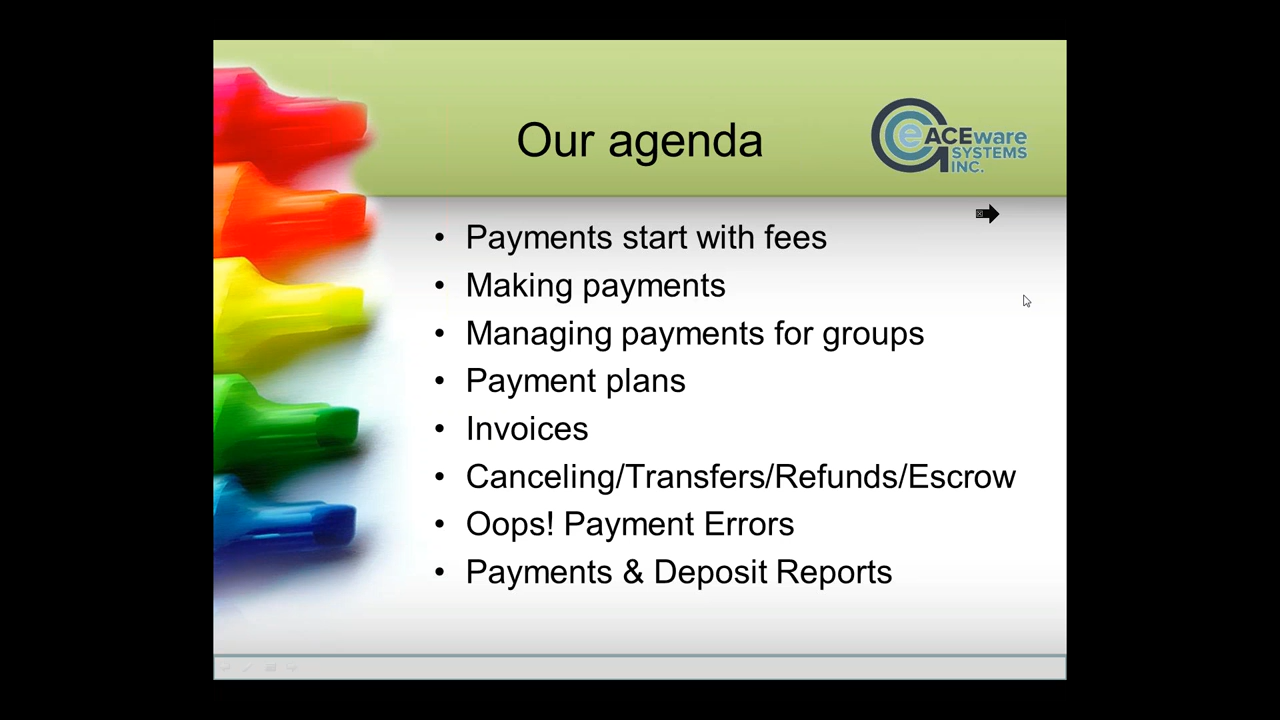 Our agenda
e ACEware
SYSTEMS
INC.
• Payments start with fees
• Making payments
• Managing payments for groups
• Payment plans
• Invoices
• Canceling/Transfers/Refunds/Escrow
• Oops! Payment Errors
• Payments & Deposit Reports